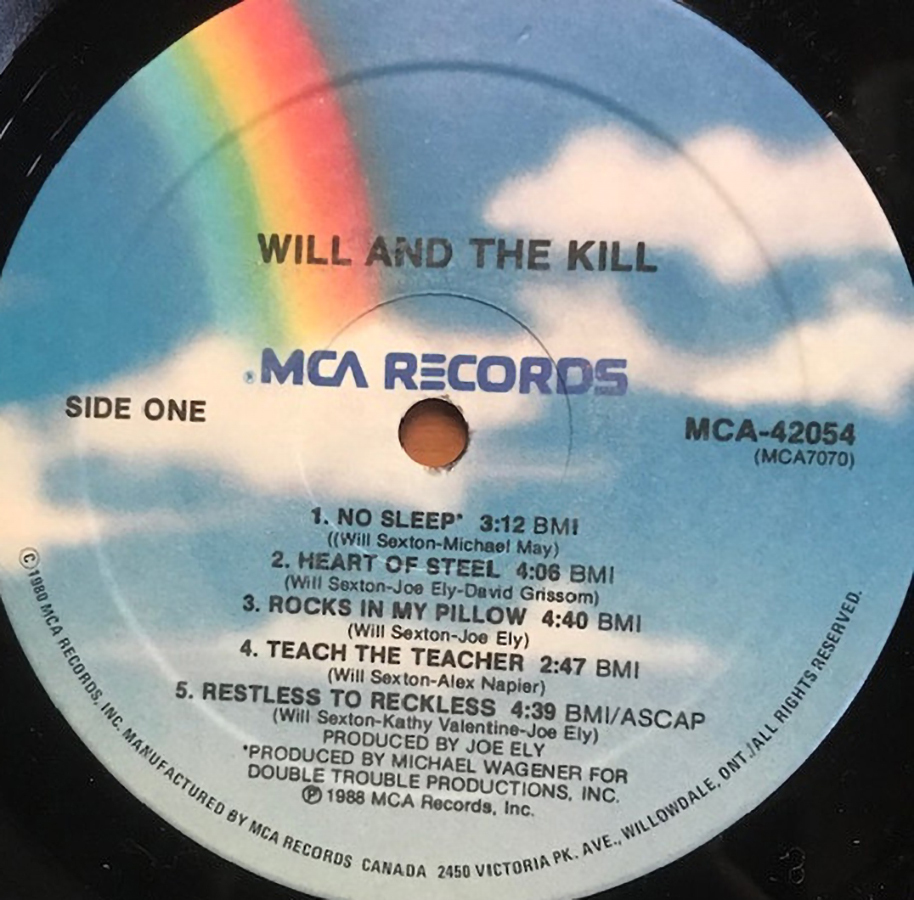 WILL AND THE KILL
®MCA RECORDS
SIDE ONE
MCA-42054
(MCA7070)
1. NO SLEEP* 3:12 BMI
((Will Sexton-Michael May)
2. HEART OF STEEL 4:06 BMI
(Will Sexton-Joe Ely-David Grissom)
3. ROCKS IN MY PILLOW 4:40 BMI
(Will Sexton-Joe Ely)
4. TEACH THE TEACHER 2:47 BMI
(Will Sexton-Alex Napier)
5. RESTLESS TO RECKLESS 4:39 BMI/ASCAP
(Will Sexton-Kathy Valentine-Joe Ely)
PRODUCED BY JOE ELY
*PRODUCED BY MICHAEL WAGENER FOR
DOUBLE TROUBLE PRODUCTIONS, INC.
℗ 1988 MCA Records, Inc.
©1980 MCA RECORDS, INC. MANUFACTURED BY MCA RECORDS CANADA 2450 VICTORIA PK. AVE., WILLOWDALE, ONT./ALL RIGHTS RESERVED.